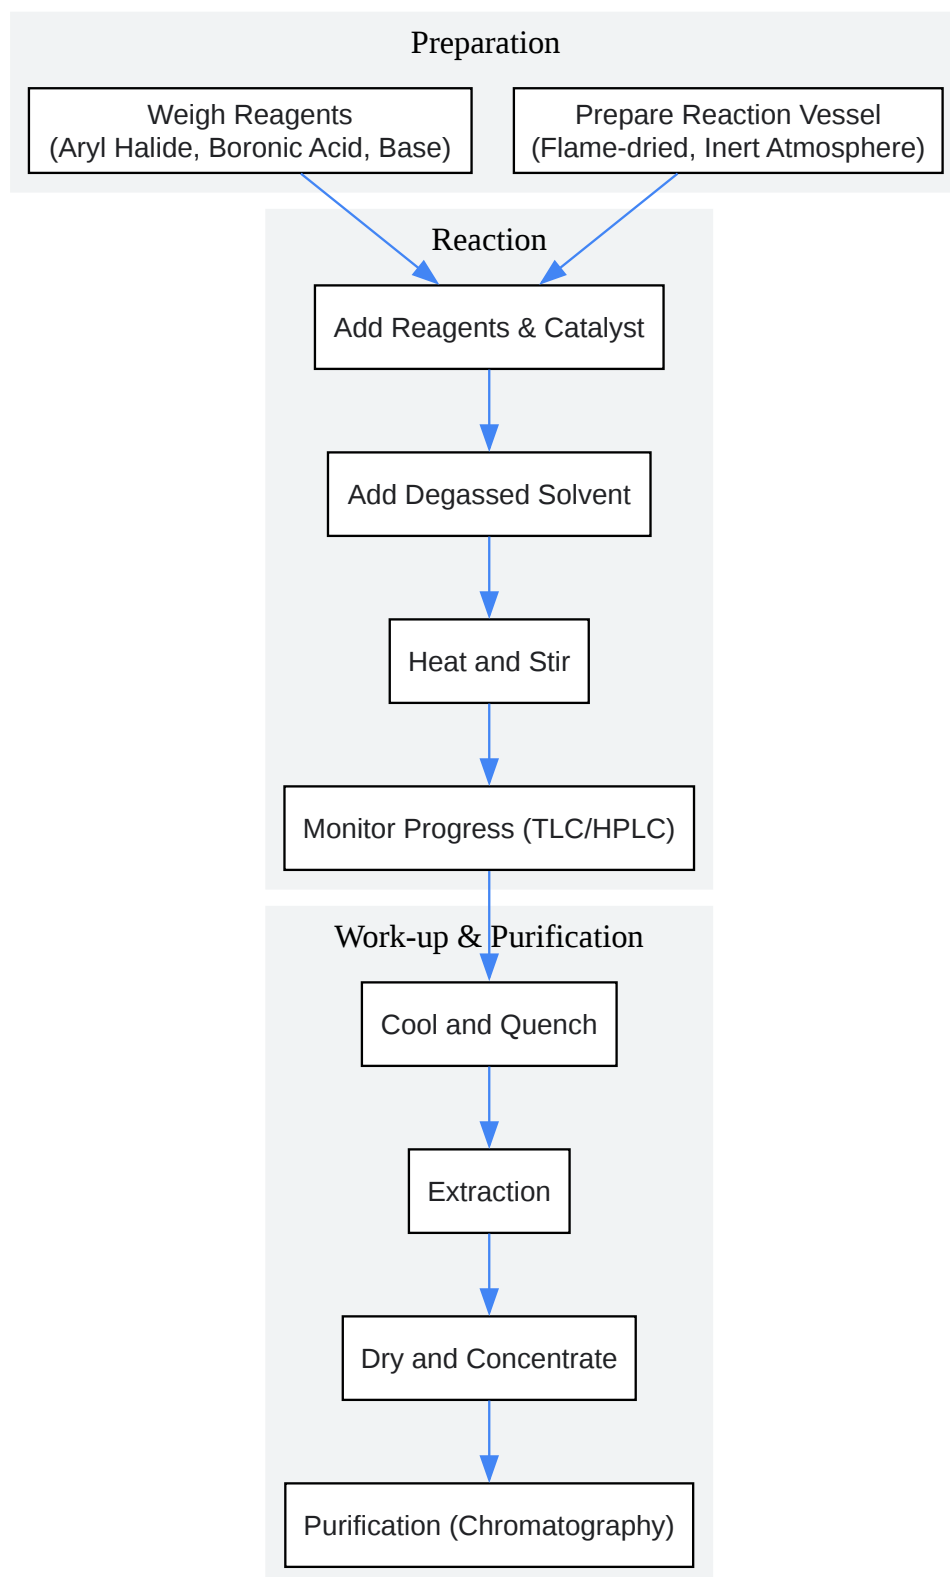 Preparation
Weigh Reagents
(Aryl Halide, Boronic Acid, Base)
Prepare Reaction Vessel
(Flame-dried, Inert Atmosphere)
Reaction
Add Reagents & Catalyst
Add Degassed Solvent
Heat and Stir
Monitor Progress (TLC/HPLC)
Work-up & Purification
Cool and Quench
Extraction
Dry and Concentrate
Purification (Chromatography)